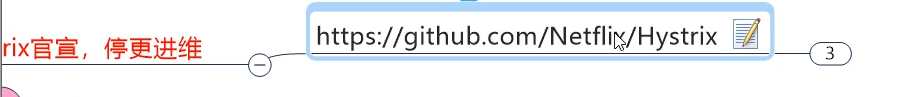 rix官宣，停更进维
https://github.com/Netflix/Hystrix
3